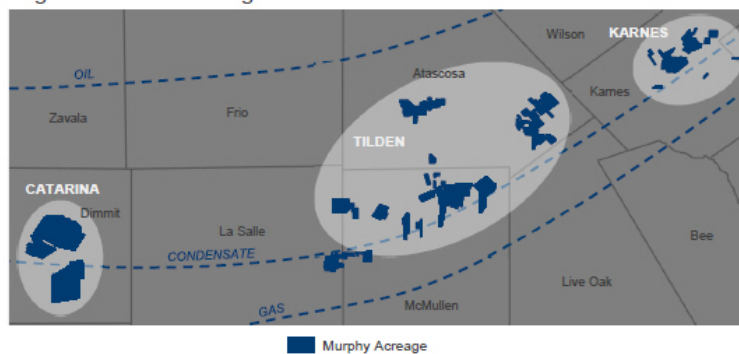 KARNES
Wilson
OIL
Atascosa
Karnes
Zavala
Frio
TILDEN
CATARINA
Dimmit
La Salle
CONDENSATE
Bee
GAS
McMullen
Live Oak
Murphy Acreage